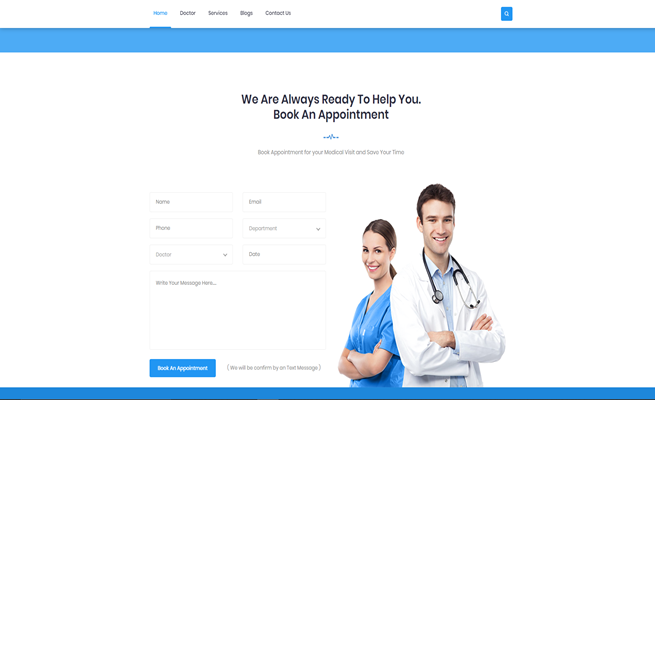 Home Doctor Services Blogs Contact Us
We Are Always Ready To Help You.
Book An Appointment
Book Appointment for your Medical Visit and Save Your Time
Name Email
Phone Department
Doctor Date
Write Your Message Here...
Book An Appointment ( We will be confirm by an Text Message )